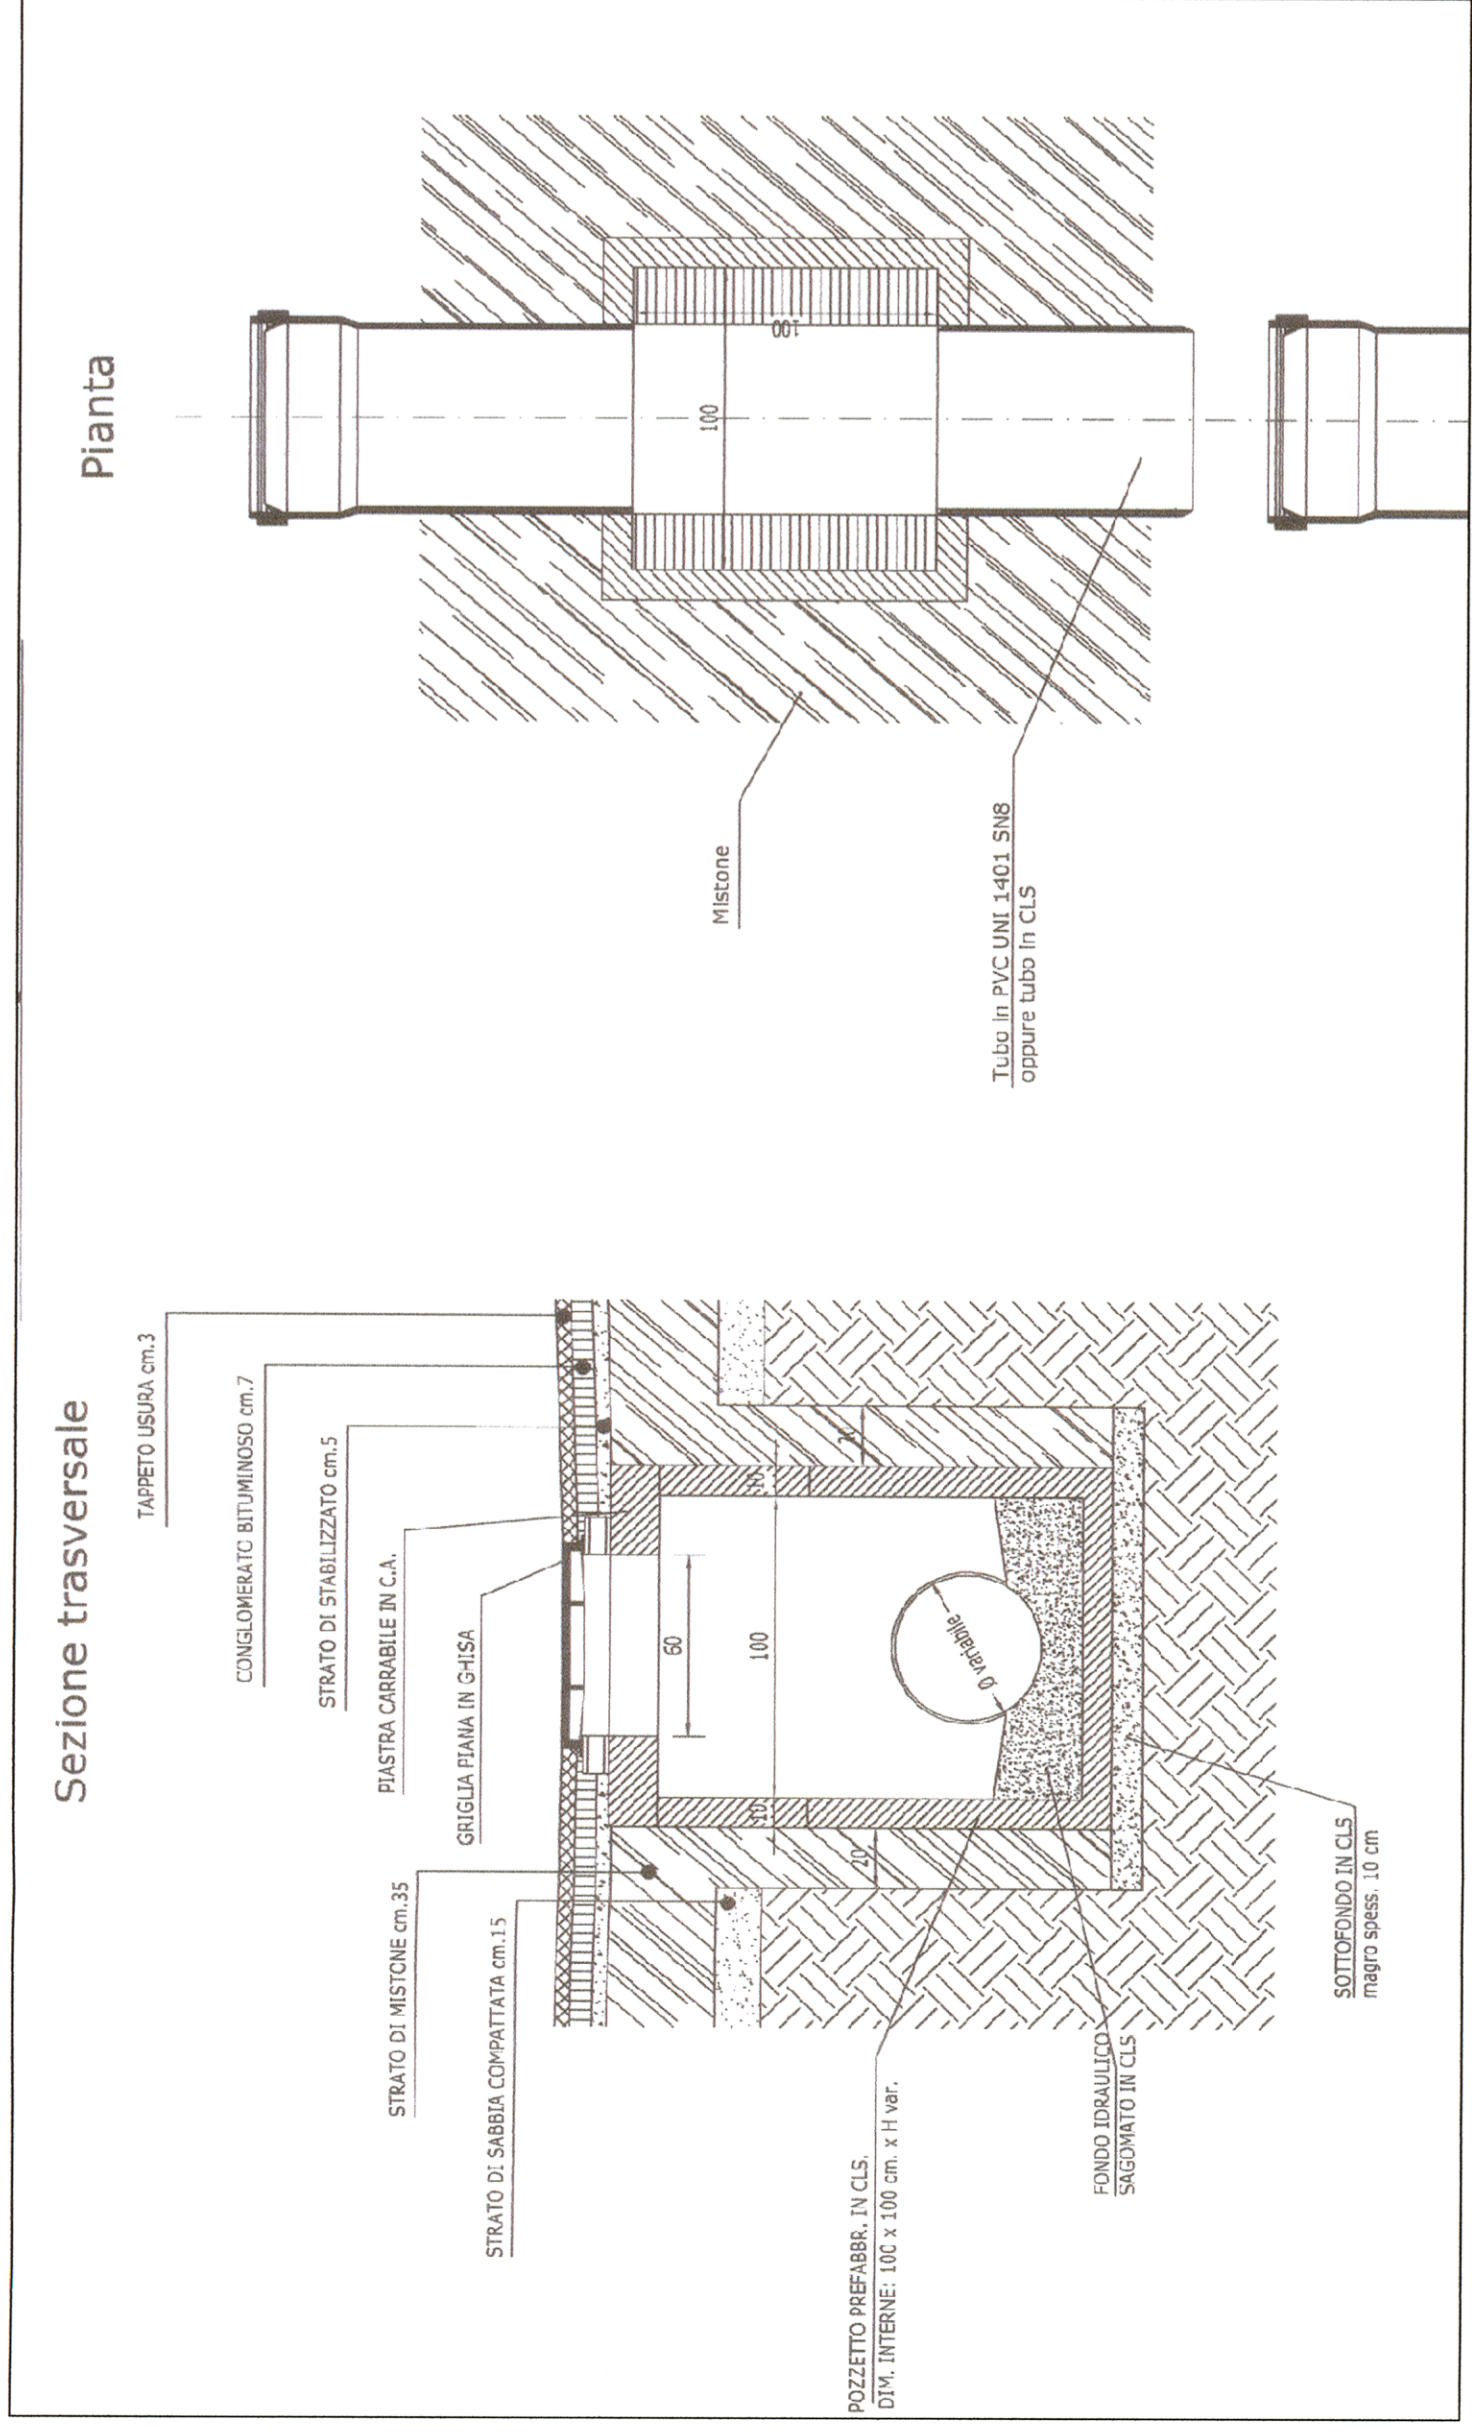 Sezione trasversale
TAPPETO USURA cm.3
CONGLOMERATO BITUMINOSO cm.7
STRATO DI STABILIZZATO cm.5
PIASTRA CARRABILE IN C.A.
GRIGLIA PIANA IN GHISA
STRATO DI MISTONE cm.35
STRATO DI SABBIA COMPATTATA cm.15
60
100
10
10
20
20
Ø variabile
POZZETTO PREFABBR. IN CLS.
DIM. INTERNE: 100 x 100 cm. x H var.
FONDO IDRAULICO
SAGOMATO IN CLS
SOTTOFONDO IN CLS
magro spess. 10 cm
Pianta
100
100
Mistone
Tubo in PVC UNI 1401 SN8
oppure tubo in CLS